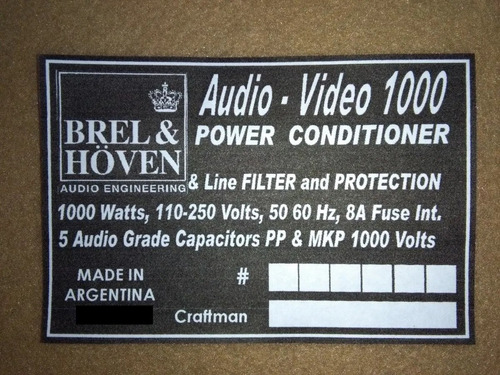 BREL &
HÖVEN
AUDIO ENGINEERING
Audio - Video 1000
POWER CONDITIONER
& Line FILTER and PROTECTION
1000 Watts, 110-250 Volts, 50 60 Hz, 8A Fuse Int.
5 Audio Grade Capacitors PP & MKP 1000 Volts
MADE IN
ARGENTINA
#
Craftman